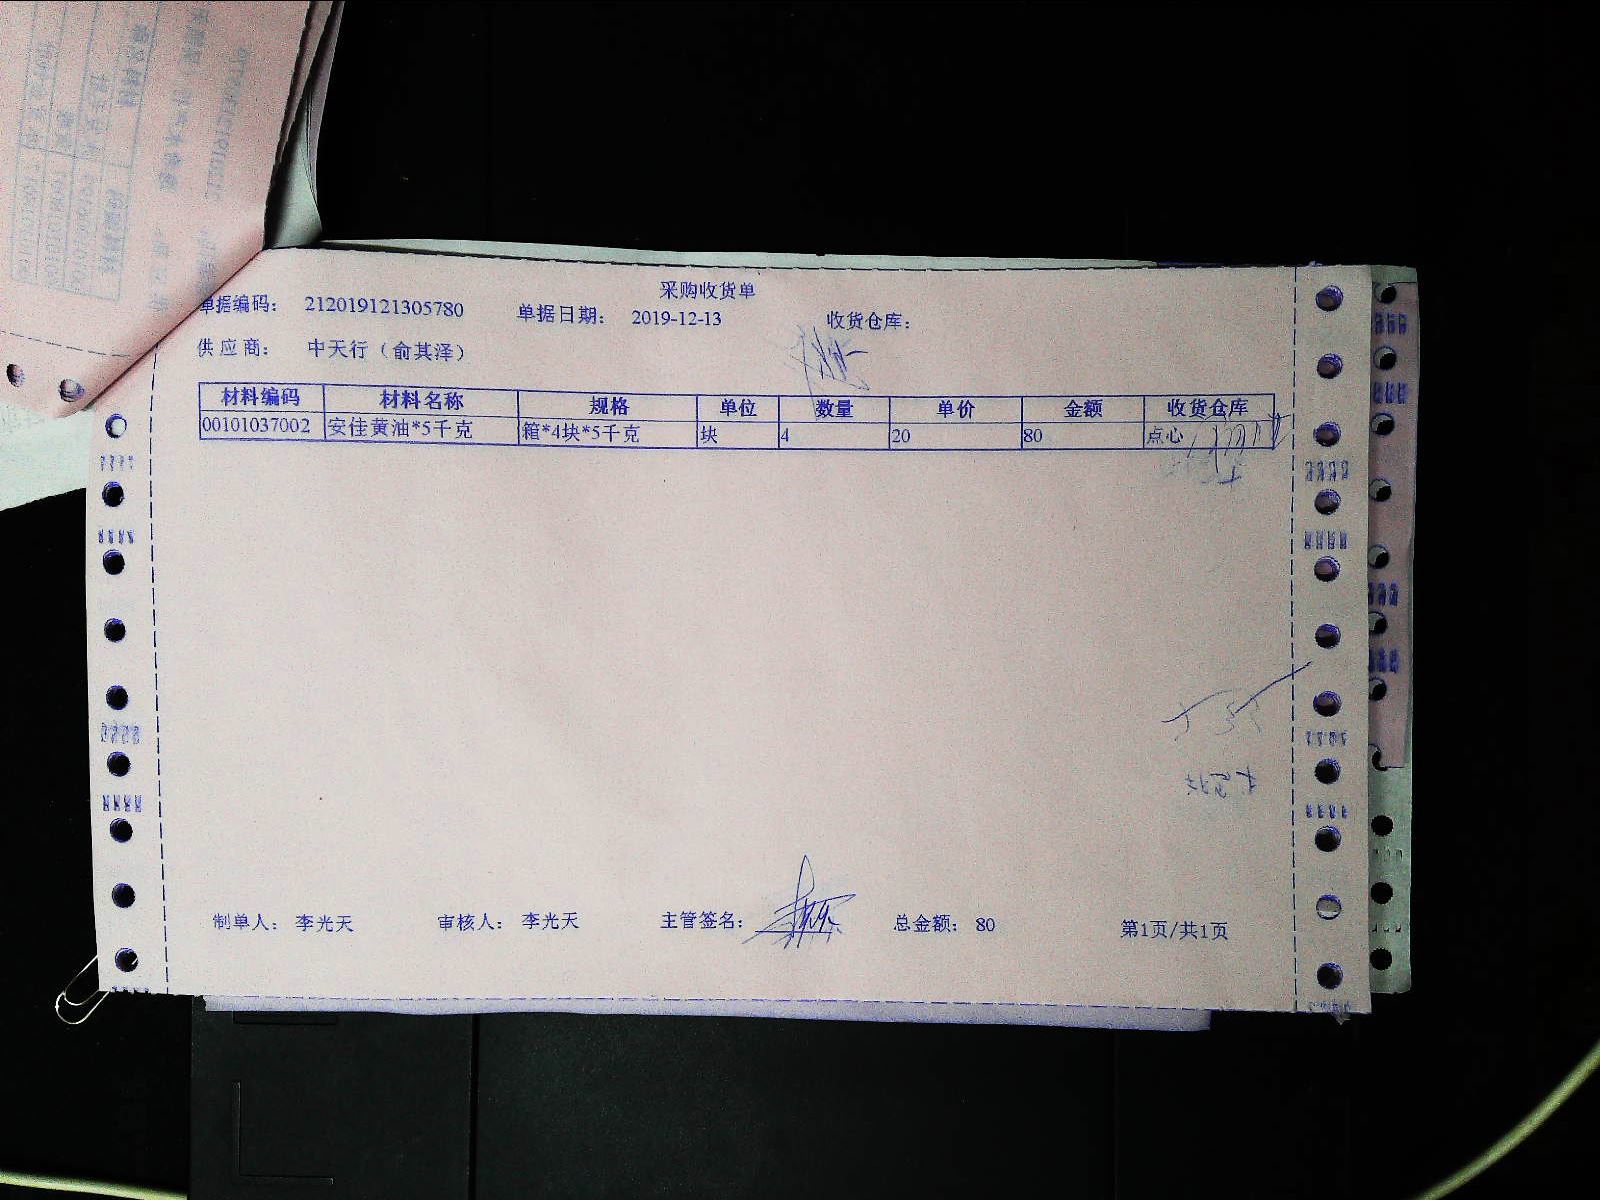 采购收货单
单据编码： 212019121305780 单据日期： 2019-12-13 收货仓库：
供应商： 中天行（俞其泽）
材料编码 材料名称 规格 单位 数量 单价 金额 收货仓库
00101037002 安佳黄油*5千克 箱*4块*5千克 块 4 20 80 点心
制单人： 李光天 审核人： 李光天 主管签名： 总金额： 80 第1页/共1页